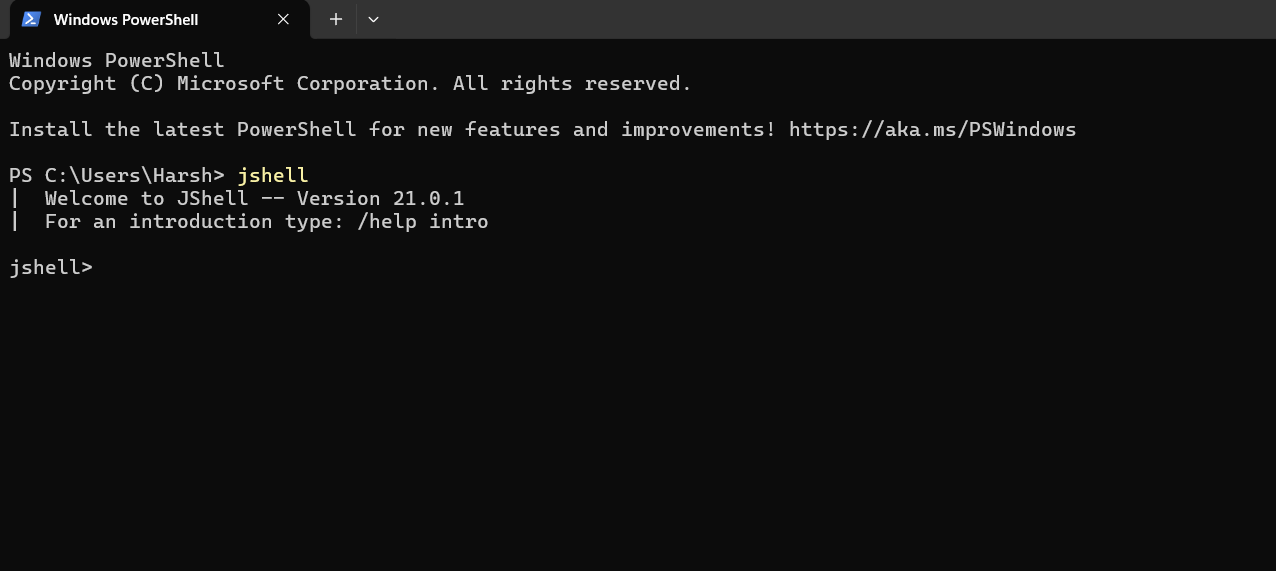 Windows PowerShell
Windows PowerShell
Copyright (C) Microsoft Corporation. All rights reserved.
Install the latest PowerShell for new features and improvements! https://aka.ms/PSWindows
PS C:\Users\Harsh> jshell
|  Welcome to JShell -- Version 21.0.1
|  For an introduction type: /help intro
jshell>